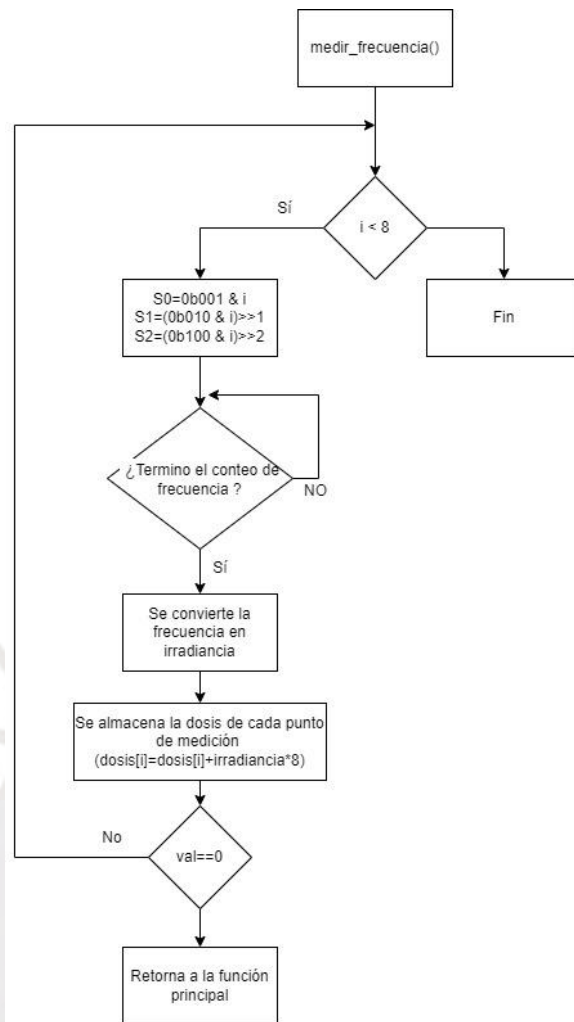 medir_frecuencia()
Sí
i < 8
S0=0b001 & i
S1=(0b010 & i)>>1
S2=(0b100 & i)>>2
Fin
¿Termino el conteo de
frecuencia ?
NO
Sí
Se convierte la
frecuencia en
irradiancia
Se almacena la dosis de cada punto
de medición
(dosis[i]=dosis[i]+irradiancia*8)
No
val==0
Retorna a la función
principal